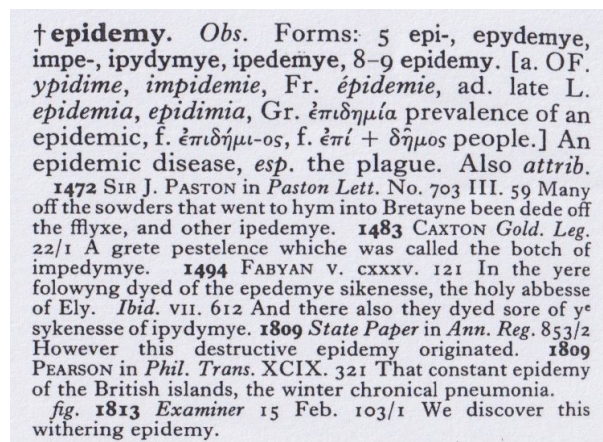 †epidemy. Obs. Forms: 5 epi-, epydemye,
impe-, ipydymye, ipedemye, 8-9 epidemy. [a. OF.
ypidime, impidemie, Fr. épidemie, ad. late L.
epidemia, epidimia, Gr. ἐπιδημία prevalence of an
epidemic, f. ἐπιδήμι-ος, f. ἐπί + δῆμος people.] An
epidemic disease, esp. the plague. Also attrib.
1472 SIR J. PASTON in Paston Lett. No. 703 III. 59 Many
off the sowders that went to hym into Bretayne been dede off
the fflyxe, and other ipedemye. 1483 CAXTON Gold. Leg.
22/1 A grete pestelence whiche was called the botch of
impedymye. 1494 FABYAN V. CXXXV. 121 In the yere
folowyng dyed of the epedemye sikenesse, the holy abbesse
of Ely. Ibid. VII. 612 And there also they dyed sore of yᵉ
sykenesse of ipydymye. 1809 State Paper in Ann. Reg. 853/2
However this destructive epidemy originated. 1809
PEARSON in Phil. Trans. XCIX. 321 That constant epidemy
of the British islands, the winter chronical pneumonia.
fig. 1813 Examiner 15 Feb. 103/1 We discover this
withering epidemy.